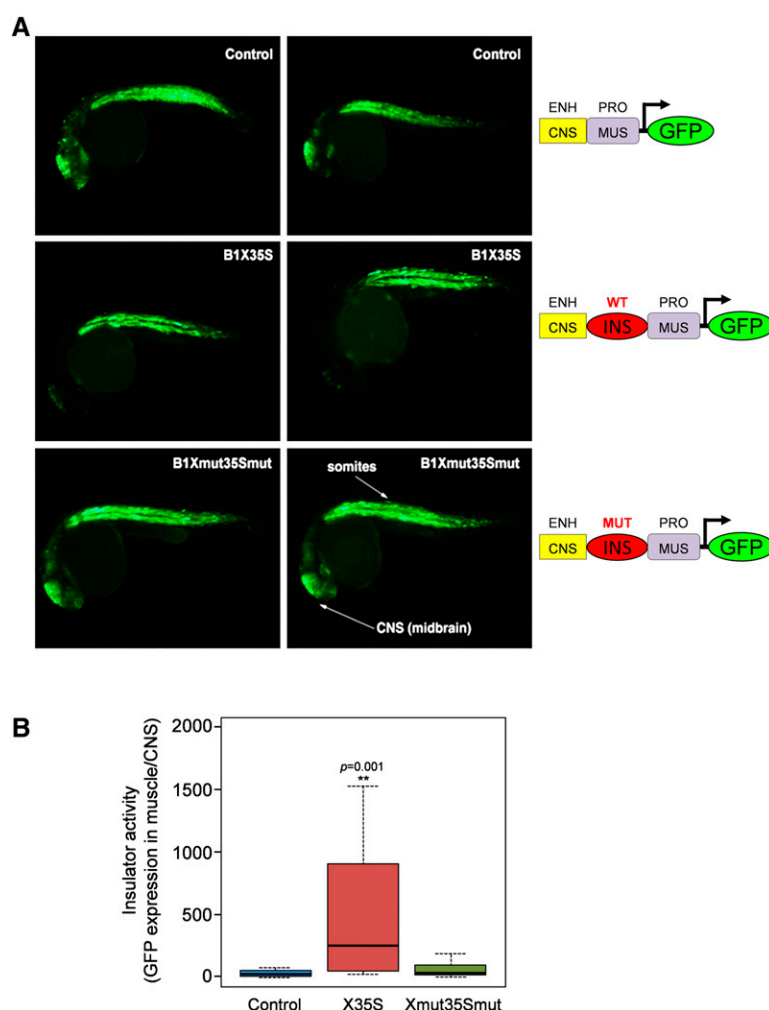 A
Control
Control
ENH PRO
CNS MUS GFP
B1X35S
B1X35S
ENH WT PRO
CNS INS MUS GFP
B1Xmut35Smut
somites
B1Xmut35Smut
CNS (midbrain)
ENH MUT PRO
CNS INS MUS GFP
B
Insulator activity
(GFP expression in muscle/CNS)
2000
1500
1000
500
0
p=0.001
**
Control X35S Xmut35Smut